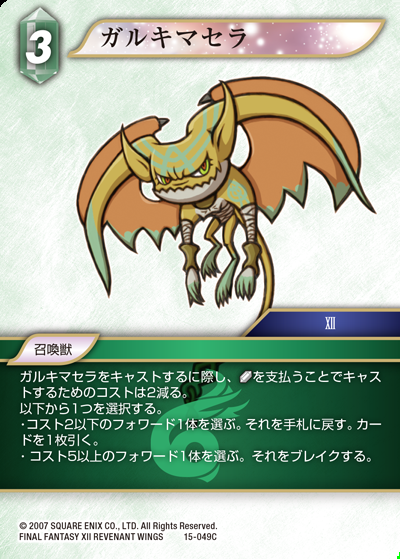 3
ガルキマセラ
XII
召喚獣
ガルキマセラをキャストするに際し、を支払うことでキャス
トするためのコストは2減る。
以下から1つを選択する。
・コスト2以下のフォワード1体を選ぶ。それを手札に戻す。カー
ドを1枚引く。
・コスト5以上のフォワード1体を選ぶ。それをブレイクする。
© 2007 SQUARE ENIX CO., LTD. All Rights Reserved.
FINAL FANTASY XII REVENANT WINGS 15-049C